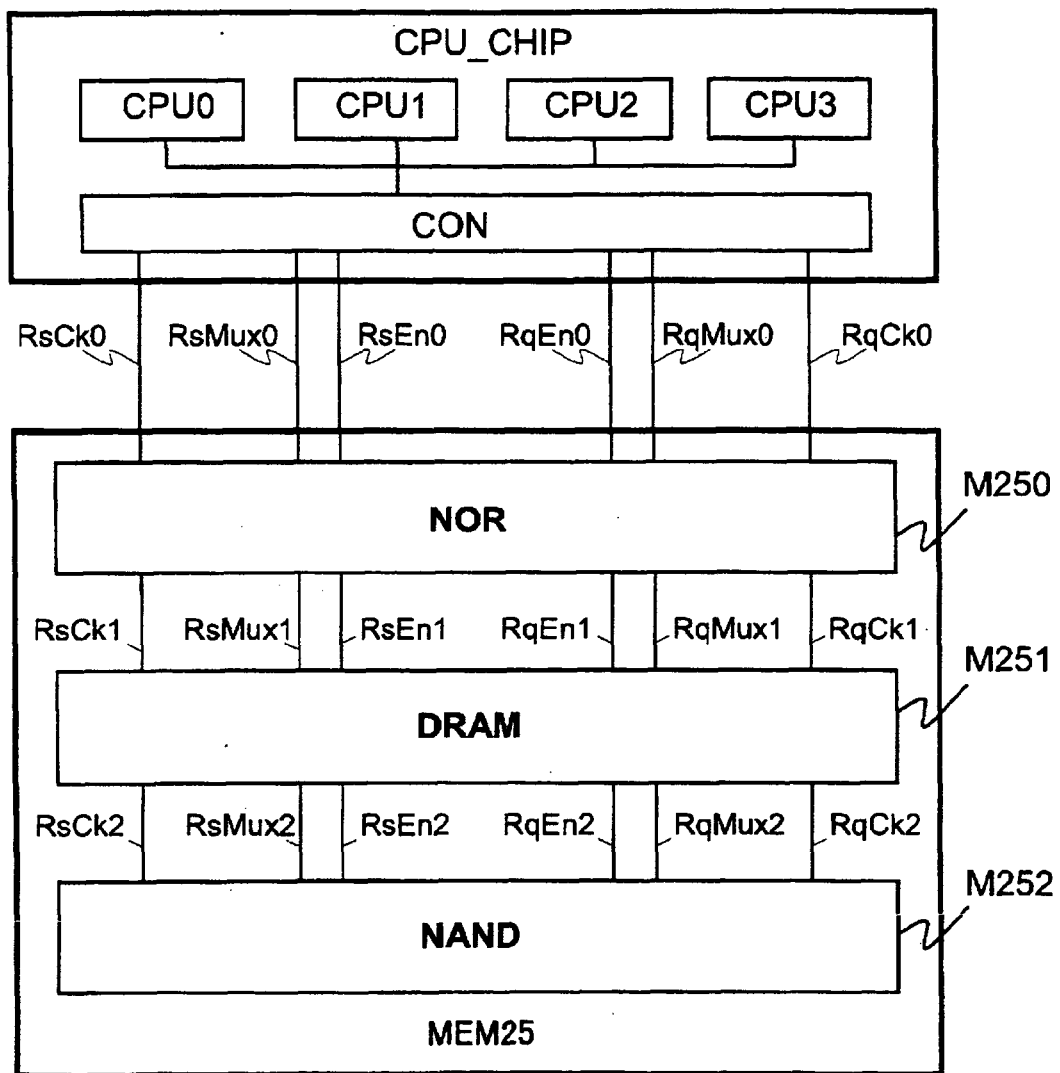 CPU_CHIP
CPU0 CPU1 CPU2 CPU3
CON
RsCk0 RsMux0 RsEn0 RqEn0 RqMux0 RqCk0
M250
NOR
RsCk1 RsMux1 RsEn1 RqEn1 RqMux1 RqCk1
M251
DRAM
RsCk2 RsMux2 RsEn2 RqEn2 RqMux2 RqCk2
M252
NAND
MEM25